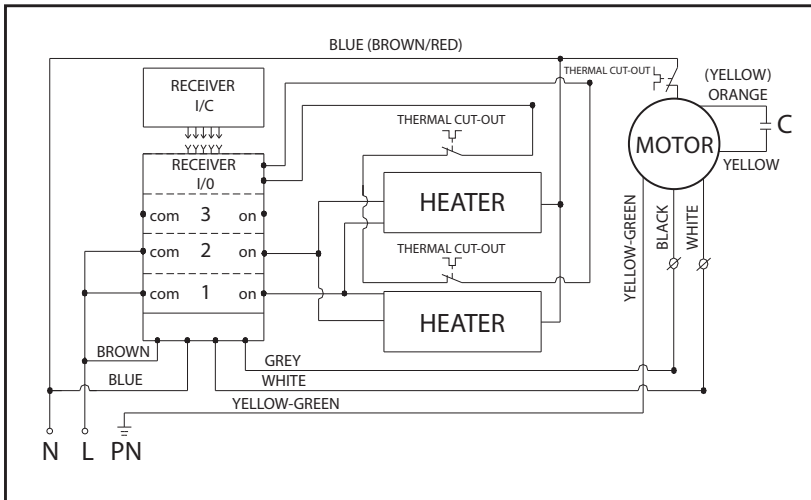 BLUE (BROWN/RED)
RECEIVER
I/C
THERMAL CUT-OUT
(YELLOW)
ORANGE
C
THERMAL CUT-OUT
MOTOR
YELLOW
RECEIVER
I/0
HEATER
com 3 on
com 2 on
THERMAL CUT-OUT
YELLOW-GREEN
BLACK
WHITE
com 1 on
HEATER
BROWN
GREY
BLUE
WHITE
YELLOW-GREEN
N L PN